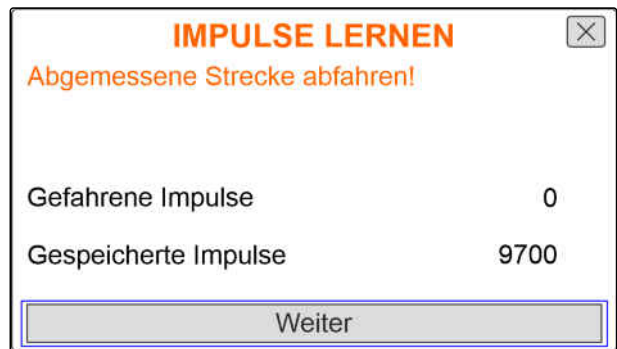 IMPULSE LERNEN
Abgemessene Strecke abfahren!
Gefahrene Impulse 0
Gespeicherte Impulse 9700
Weiter